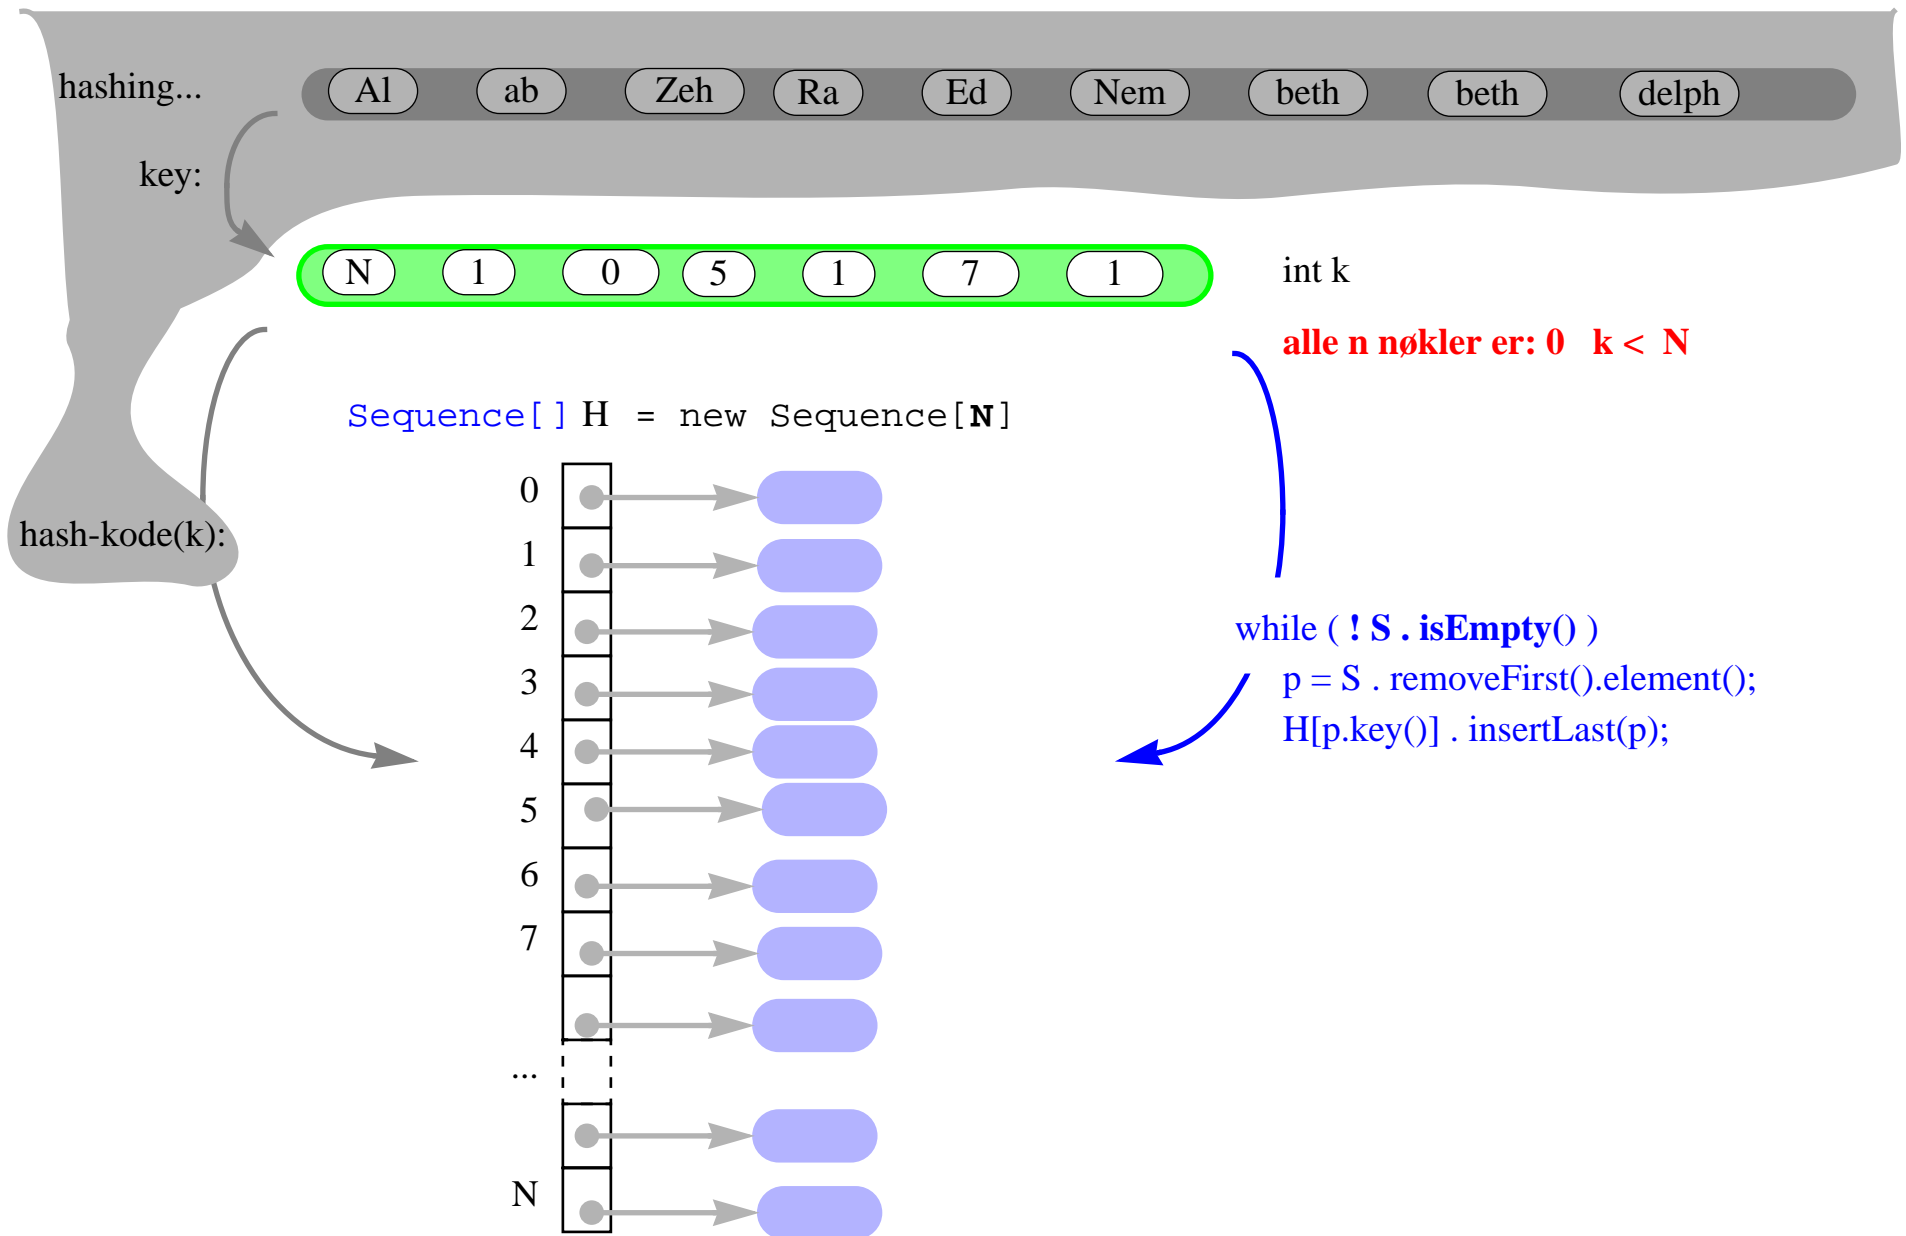 hashing... Al ab Zeh Ra Ed Nem beth beth delph
key:
N 1 0 5 1 7 1 int k
alle n nøkler er: 0 k < N
Sequence[] H = new Sequence[N]
0
hash-kode(k):
1
2
while ( ! S . isEmpty() )
3
p = S . removeFirst().element();
H[p.key()] . insertLast(p);
4
5
6
7
...
N